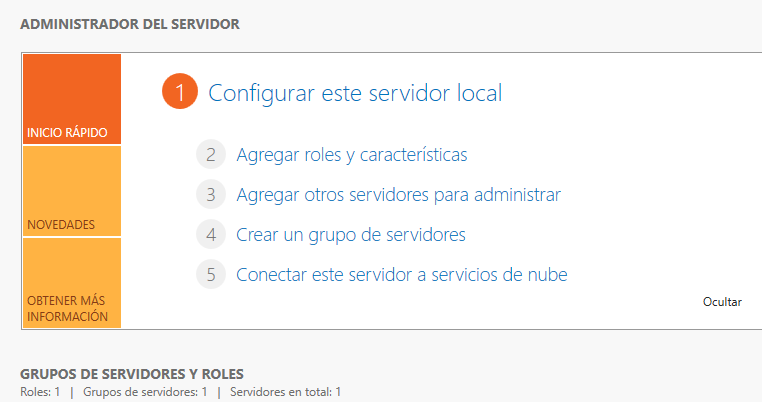 ADMINISTRADOR DEL SERVIDOR
1 Configurar este servidor local
INICIO RÁPIDO
2 Agregar roles y características
3 Agregar otros servidores para administrar
NOVEDADES
4 Crear un grupo de servidores
5 Conectar este servidor a servicios de nube
OBTENER MÁS
INFORMACIÓN
Ocultar
GRUPOS DE SERVIDORES Y ROLES
Roles: 1 | Grupos de servidores: 1 | Servidores en total: 1